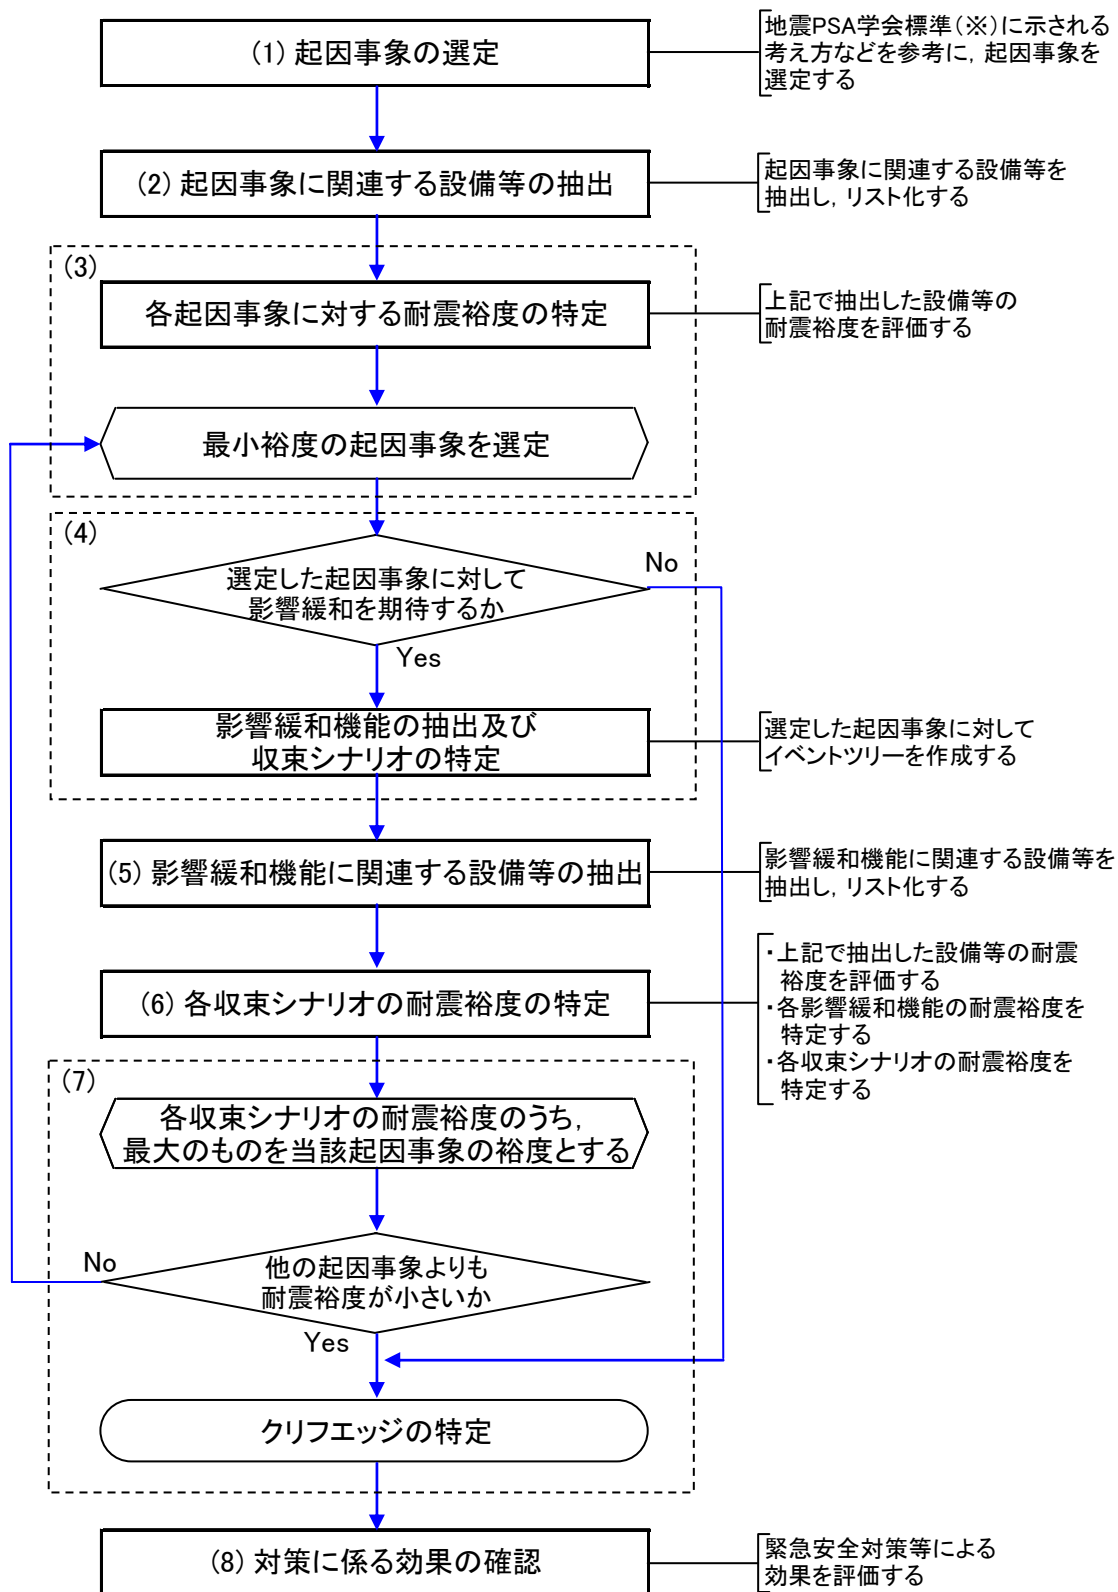 (1) 起因事象の選定
地震PSA学会標準(※)に示される
考え方などを参考に, 起因事象を
選定する
(2) 起因事象に関連する設備等の抽出
起因事象に関連する設備等を
抽出し, リスト化する
(3)
各起因事象に対する耐震裕度の特定
上記で抽出した設備等の
耐震裕度を評価する
最小裕度の起因事象を選定
(4)
選定した起因事象に対して
影響緩和を期待するか
No
Yes
影響緩和機能の抽出及び
収束シナリオの特定
選定した起因事象に対して
イベントツリーを作成する
(5) 影響緩和機能に関連する設備等の抽出
影響緩和機能に関連する設備等を
抽出し, リスト化する
(6) 各収束シナリオの耐震裕度の特定
・上記で抽出した設備等の耐震
裕度を評価する
・各影響緩和機能の耐震裕度を
特定する
・各収束シナリオの耐震裕度を
特定する
(7)
各収束シナリオの耐震裕度のうち,
最大のものを当該起因事象の裕度とする
No
他の起因事象よりも
耐震裕度が小さいか
Yes
クリフエッジの特定
(8) 対策に係る効果の確認
緊急安全対策等による
効果を評価する